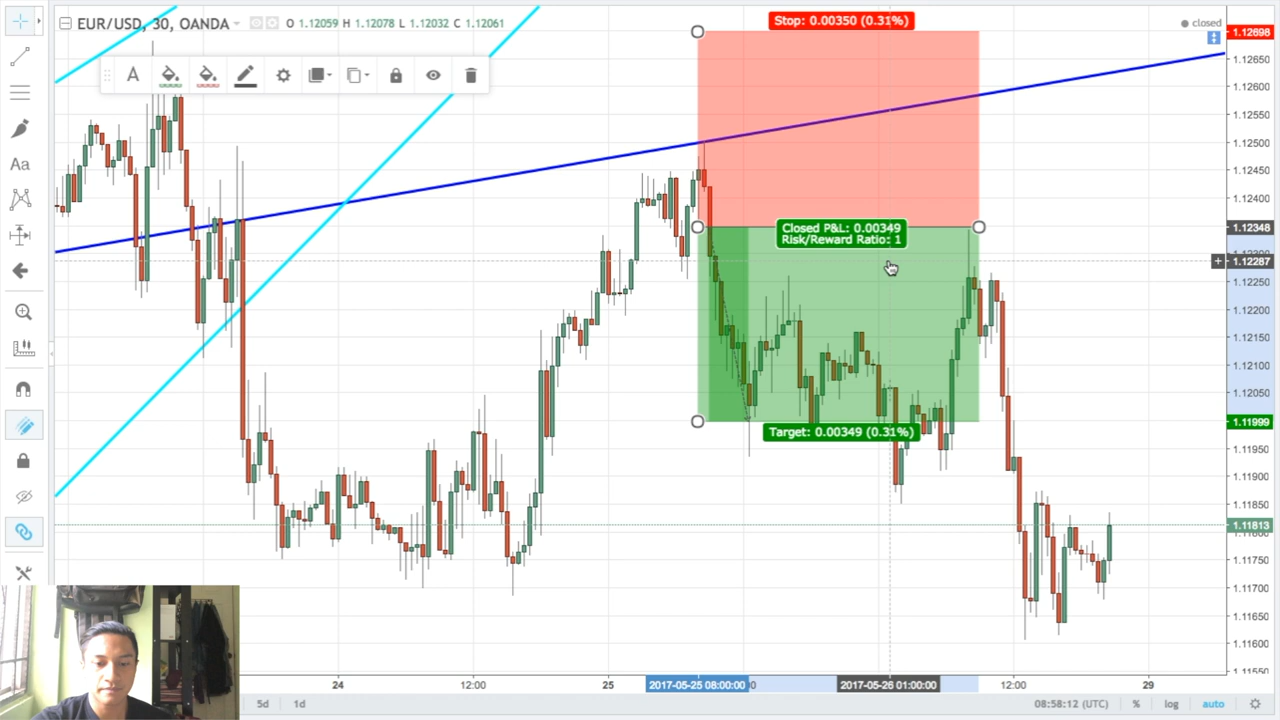 EUR/USD, 30, OANDA
O 1.12059 H 1.12078 L 1.12032 C 1.12061
closed
A
Aa
Stop: 0.00350 (0.31%)
Closed P&L: 0.00349
Risk/Reward Ratio: 1
Target: 0.00349 (0.31%)
1.12698
1.12650
1.12600
1.12550
1.12500
1.12450
1.12400
1.12348
1.12287
1.12250
1.12200
1.12150
1.12100
1.12050
1.11999
1.11950
1.11900
1.11850
1.11813
1.11800
1.11750
1.11700
1.11650
1.11600
1.11550
24
12:00
25
2017-05-25 08:00:00
2017-05-26 01:00:00
12:00
29
5d
1d
08:58:12 (UTC)
%
log
auto